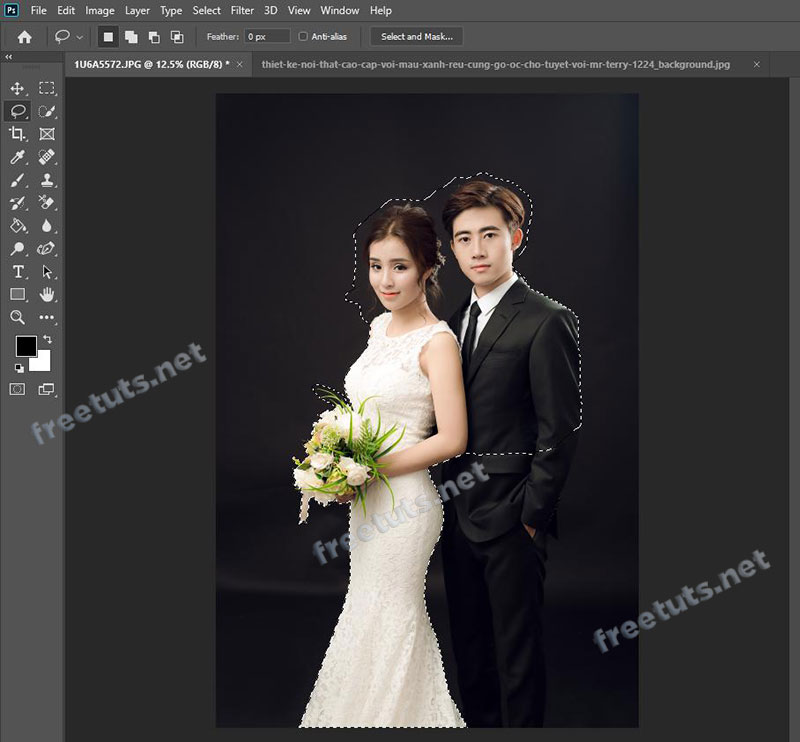 Ps File Edit Image Layer Type Select Filter 3D View Window Help
Feather: 0 px Anti-alias Select and Mask...
1U6A5572.JPG @ 12.5% (RGB/8) * × thiet-ke-noi-that-cao-cap-voi-mau-xanh-reu-cung-go-oc-cho-tuyet-voi-mr-terry-1224_background.jpg ×
T
freetuts.net
freetuts.net
freetuts.net